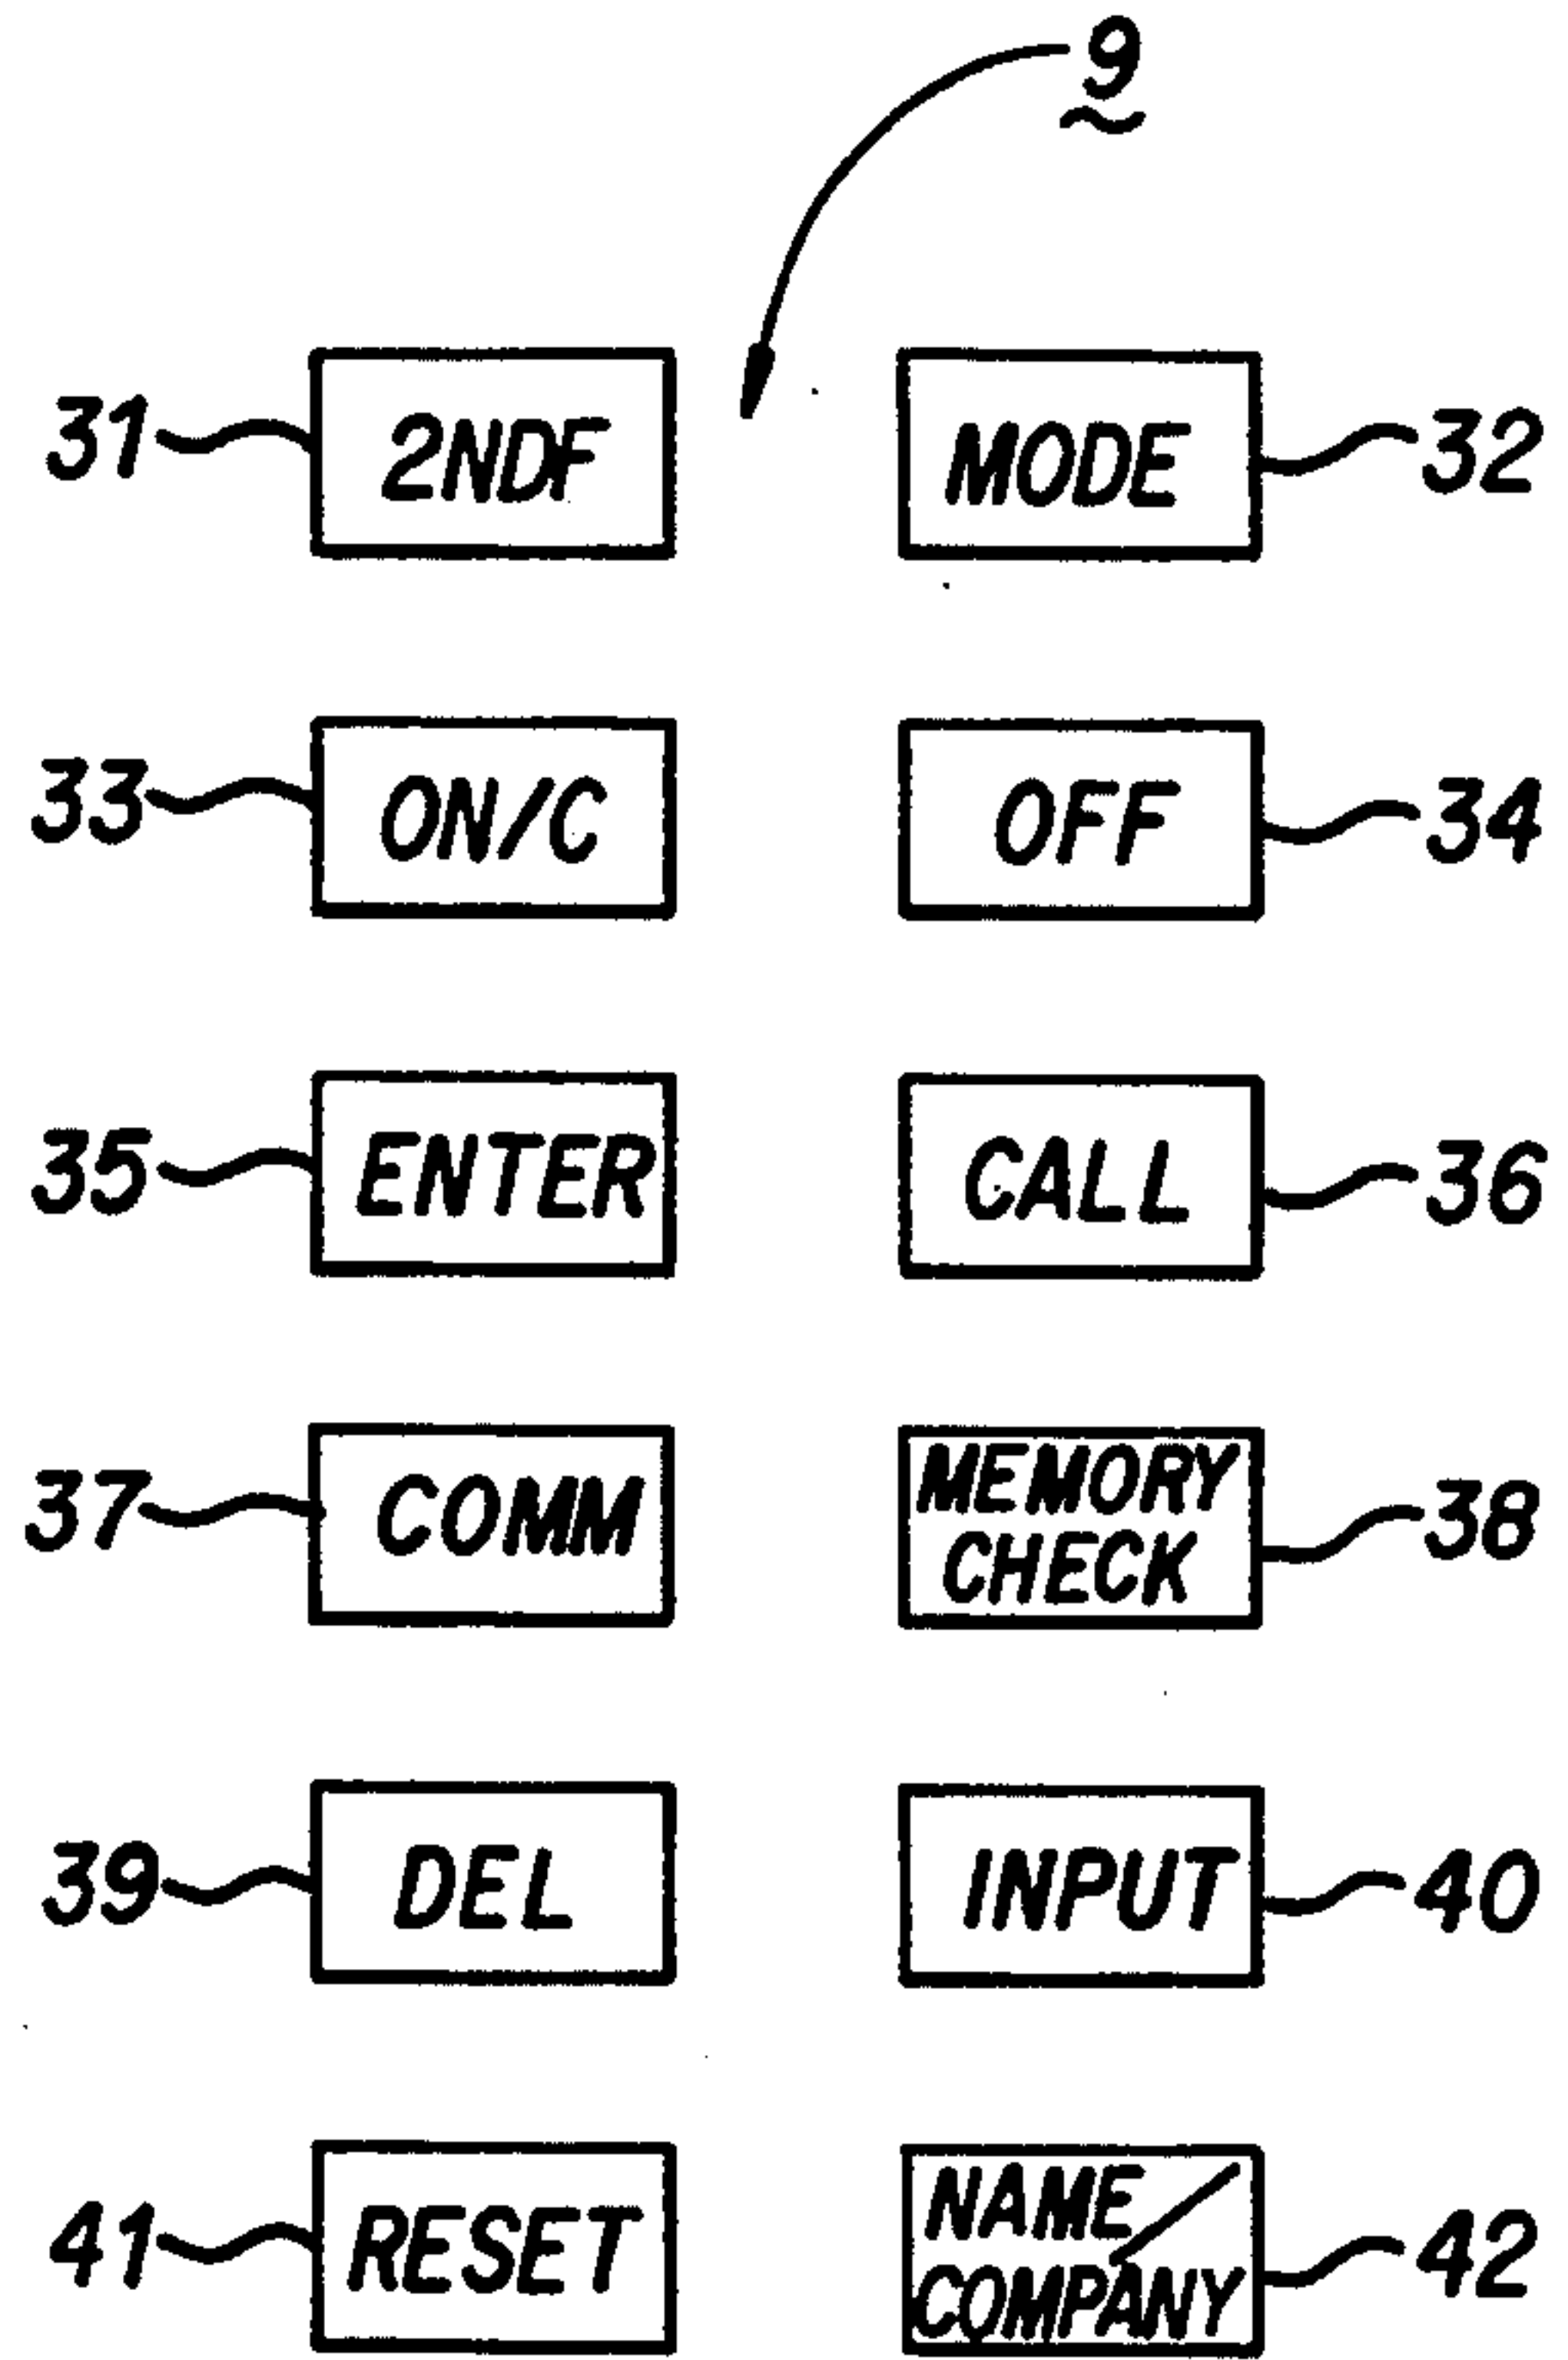 9
31 2NDF MODE 32
33 ON/C OFF 34
35 ENTER CALL 36
37 COMM MEMORY CHECK 38
39 DEL INPUT 40
41 RESET NAME/ COMPANY 42